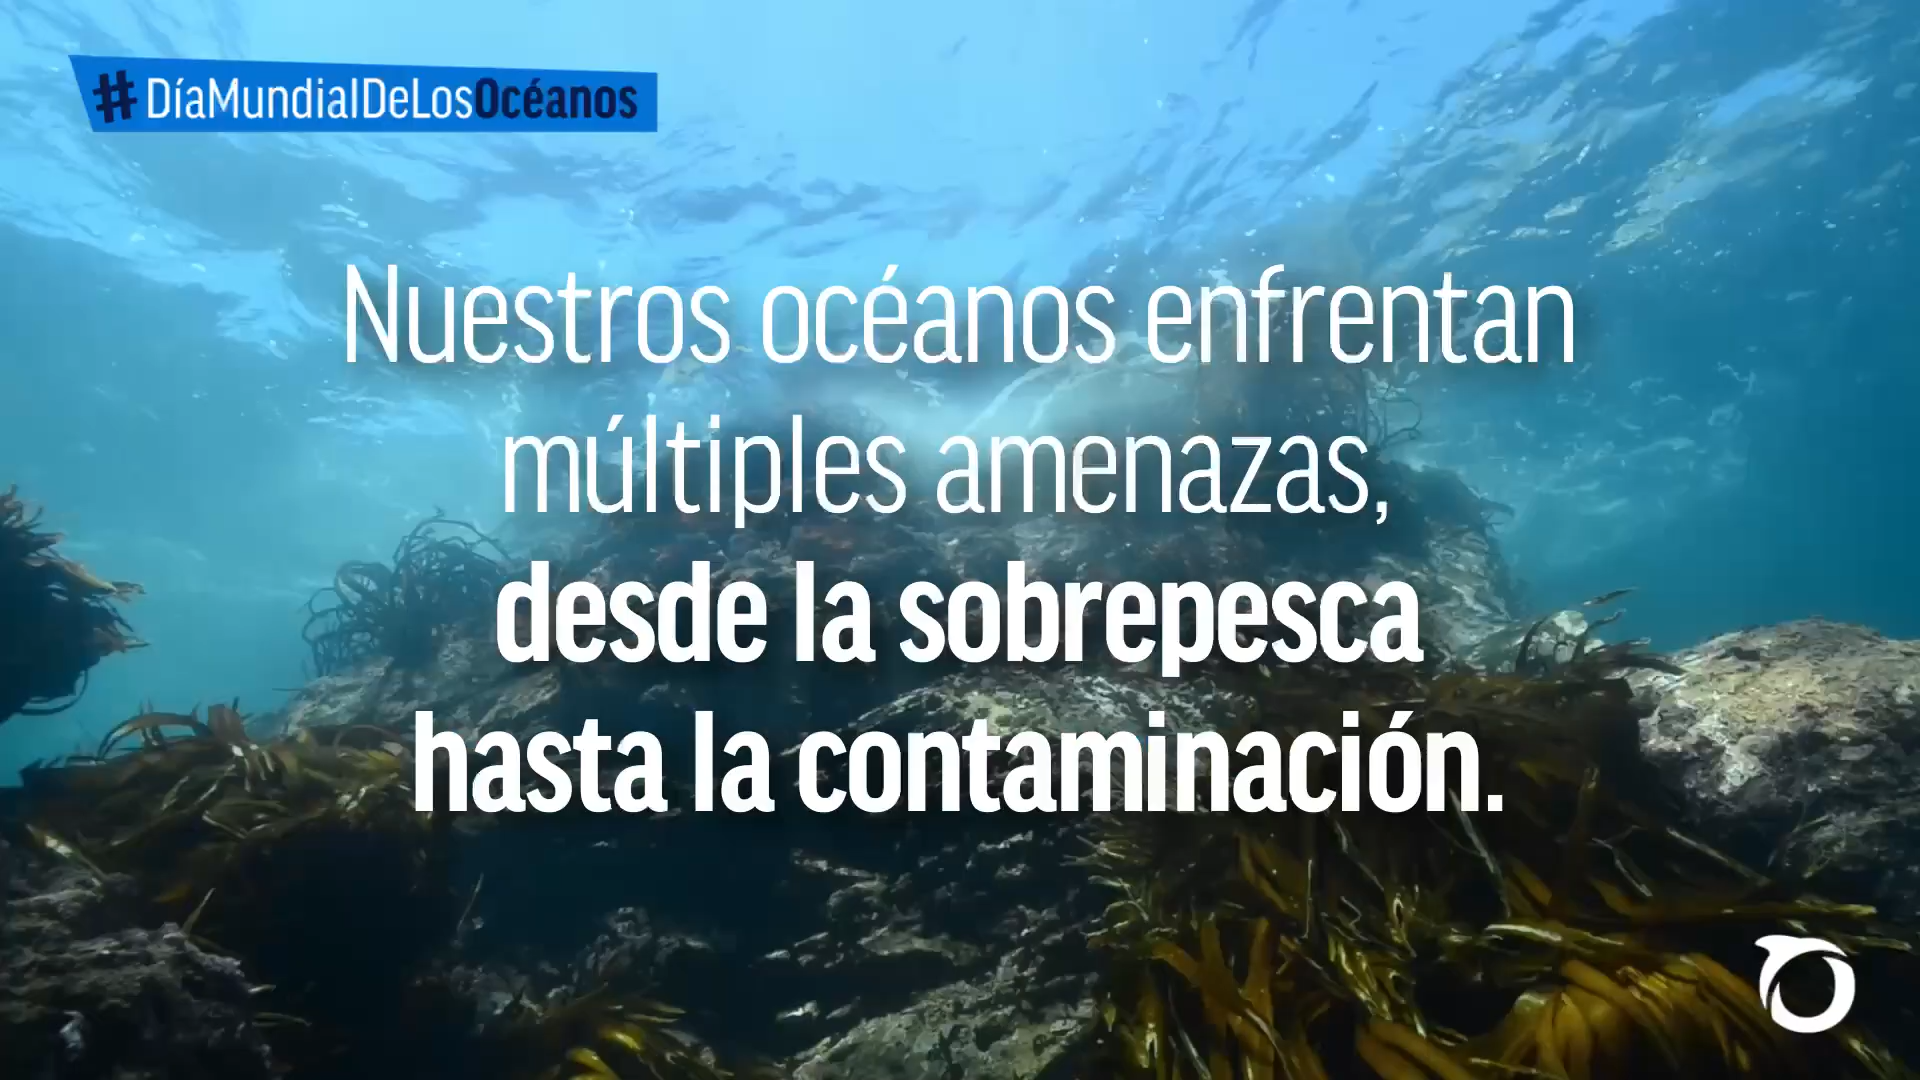 #DíaMundialDeLosOcéanos
Nuestros océanos enfrentan
múltiples amenazas,
desde la sobrepesca
hasta la contaminación.